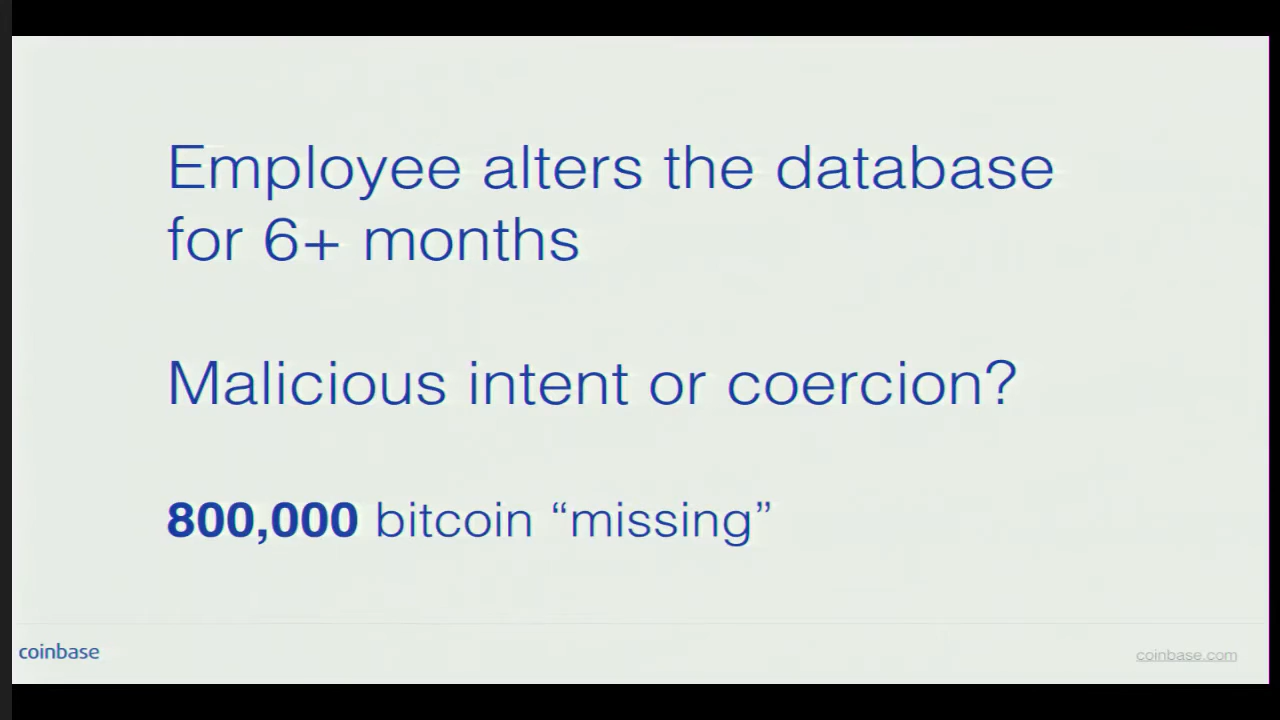 Employee alters the database
for 6+ months
Malicious intent or coercion?
800,000 bitcoin “missing”
coinbase
coinbase.com